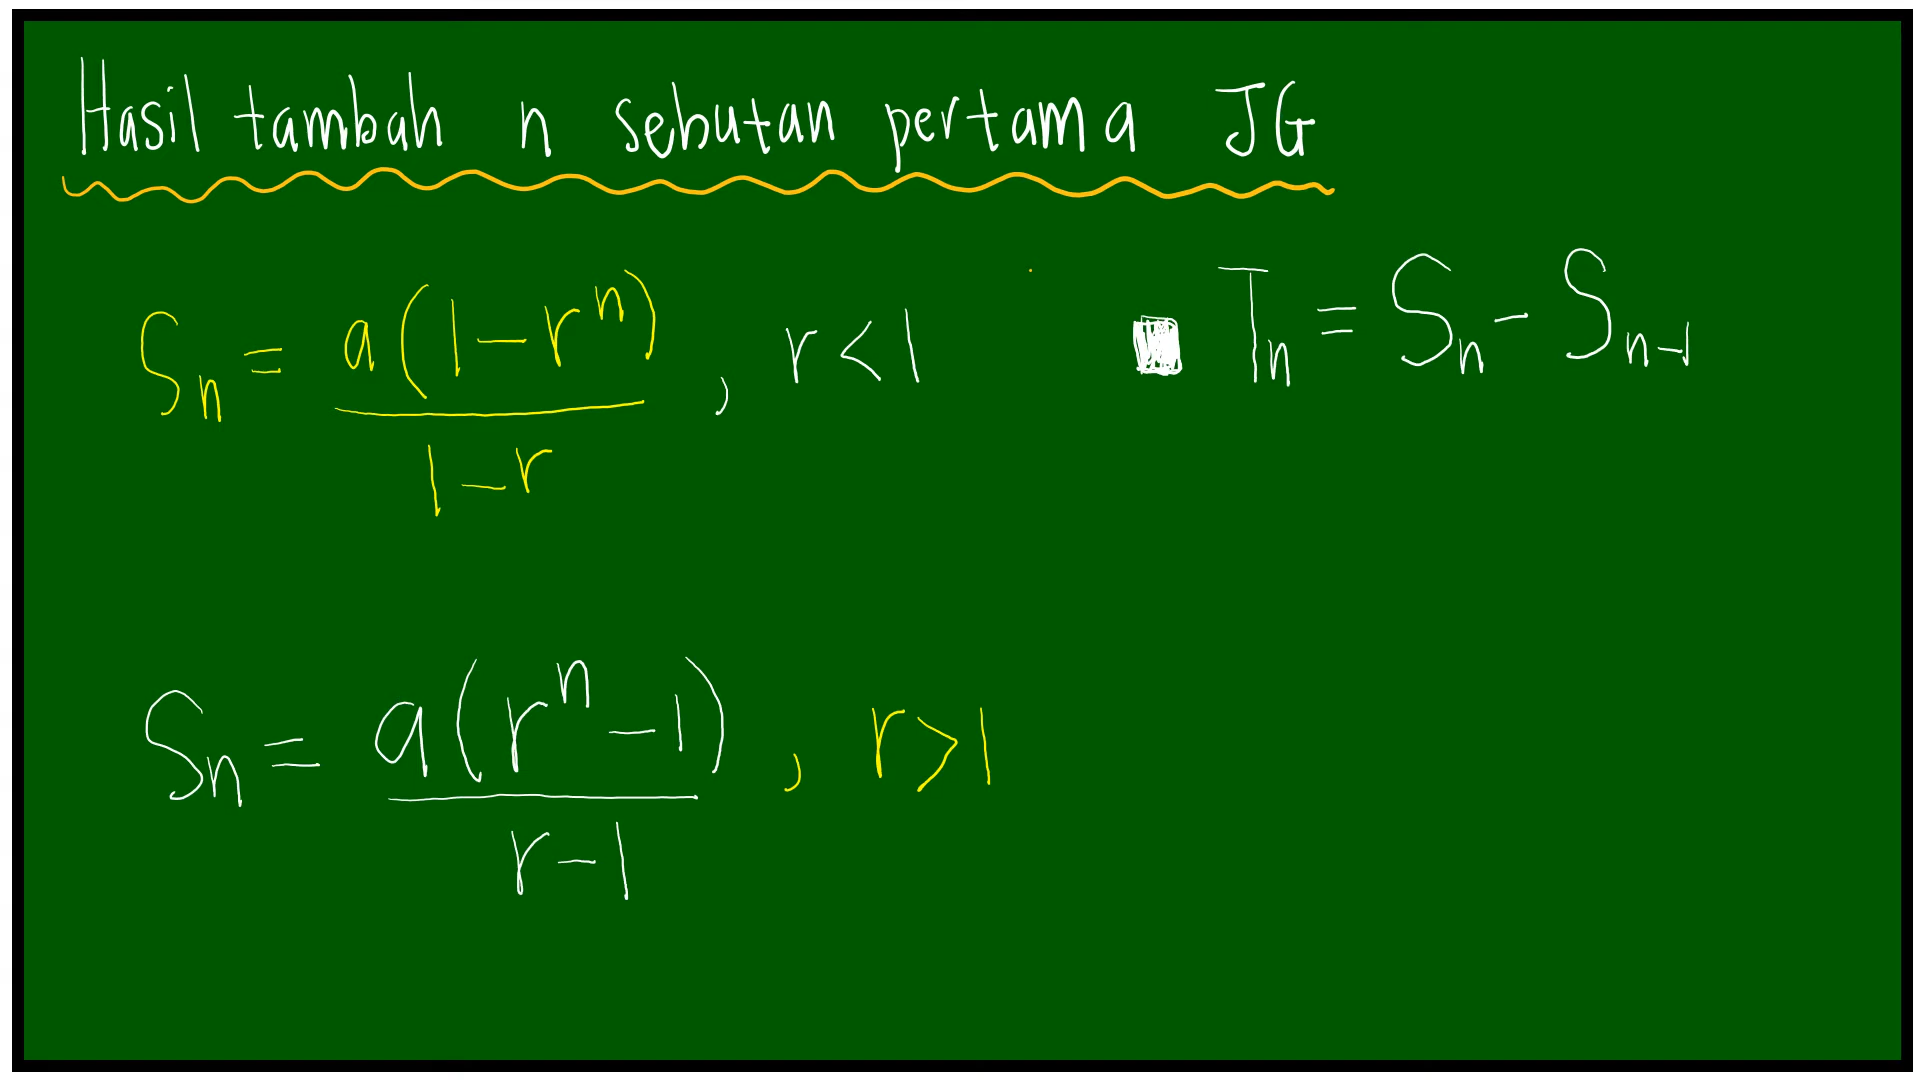 Hasil tambah n sebutan pertama JG
Sn = a(1-r^n) / 1-r , r<1
Tn = Sn - Sn-1
Sn = a(r^n - 1) / r-1 , r>1